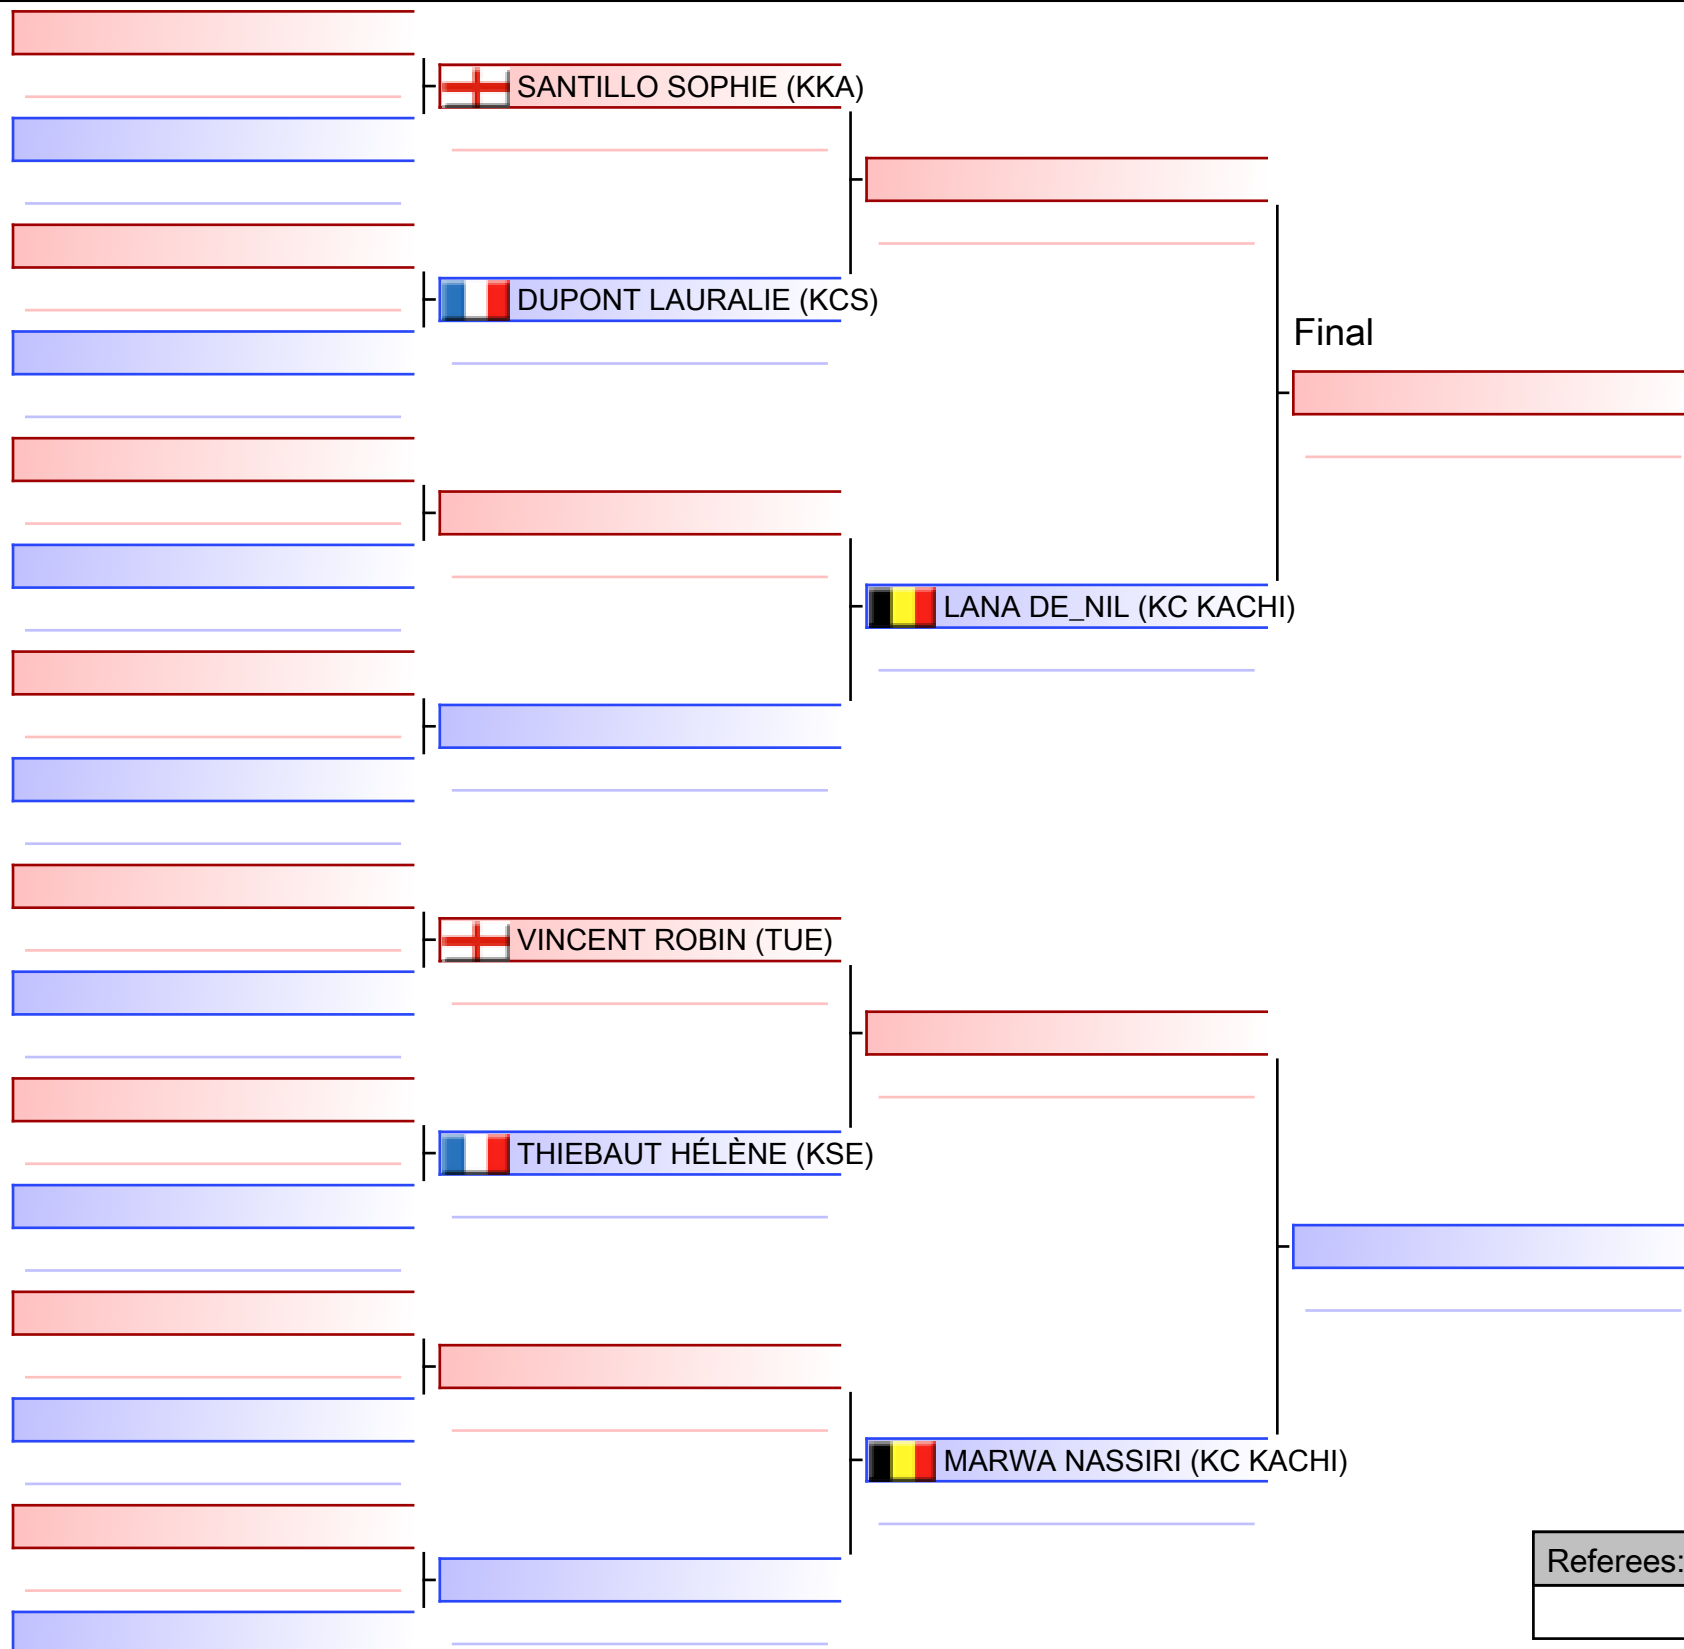 SANTILLO SOPHIE (KKA)
DUPONT LAURALIE (KCS)
Final
LANA DE_NIL (KC KACHI)
VINCENT ROBIN (TUE)
THIEBAUT HÉLÈNE (KSE)
MARWA NASSIRI (KC KACHI)
Referees: